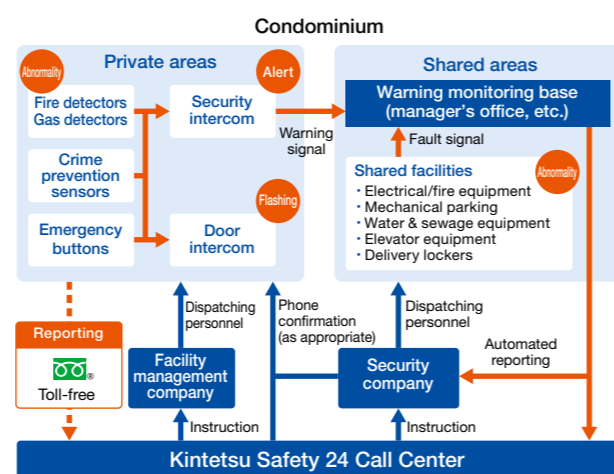 Condominium
Private areas
Abnormality
Fire detectors
Gas detectors
Crime
prevention
sensors
Emergency
buttons
Alert
Security
intercom
Flashing
Door
intercom
Warning
signal
Shared areas
Warning monitoring base
(manager's office, etc.)
Fault signal
Shared facilities
Abnormality
・Electrical/fire equipment
・Mechanical parking
・Water & sewage equipment
・Elevator equipment
・Delivery lockers
Reporting
®
Toll-free
Dispatching
personnel
Facility
management
company
Instruction
Phone
confirmation
(as appropriate)
Dispatching
personnel
Security
company
Instruction
Automated
reporting
Kintetsu Safety 24 Call Center